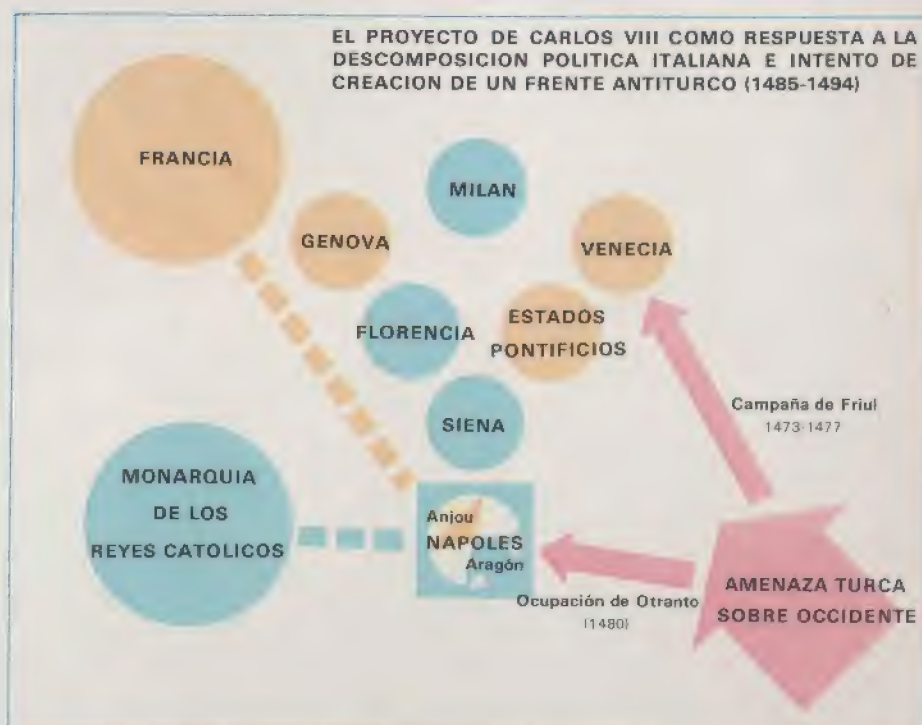 EL PROYECTO DE CARLOS VIII COMO RESPUESTA A LA
DESCOMPOSICION POLITICA ITALIANA E INTENTO DE
CREACION DE UN FRENTE ANTITURCO (1485-1494)
FRANCIA
MILAN
GENOVA
VENECIA
FLORENCIA
ESTADOS
PONTIFICIOS
SIENA
Campaña de Friul
1473-1477
MONARQUIA
DE LOS
REYES CATOLICOS
Anjou
NAPOLES
Aragón
Ocupación de Otranto
(1480)
AMENAZA TURCA
SOBRE OCCIDENTE